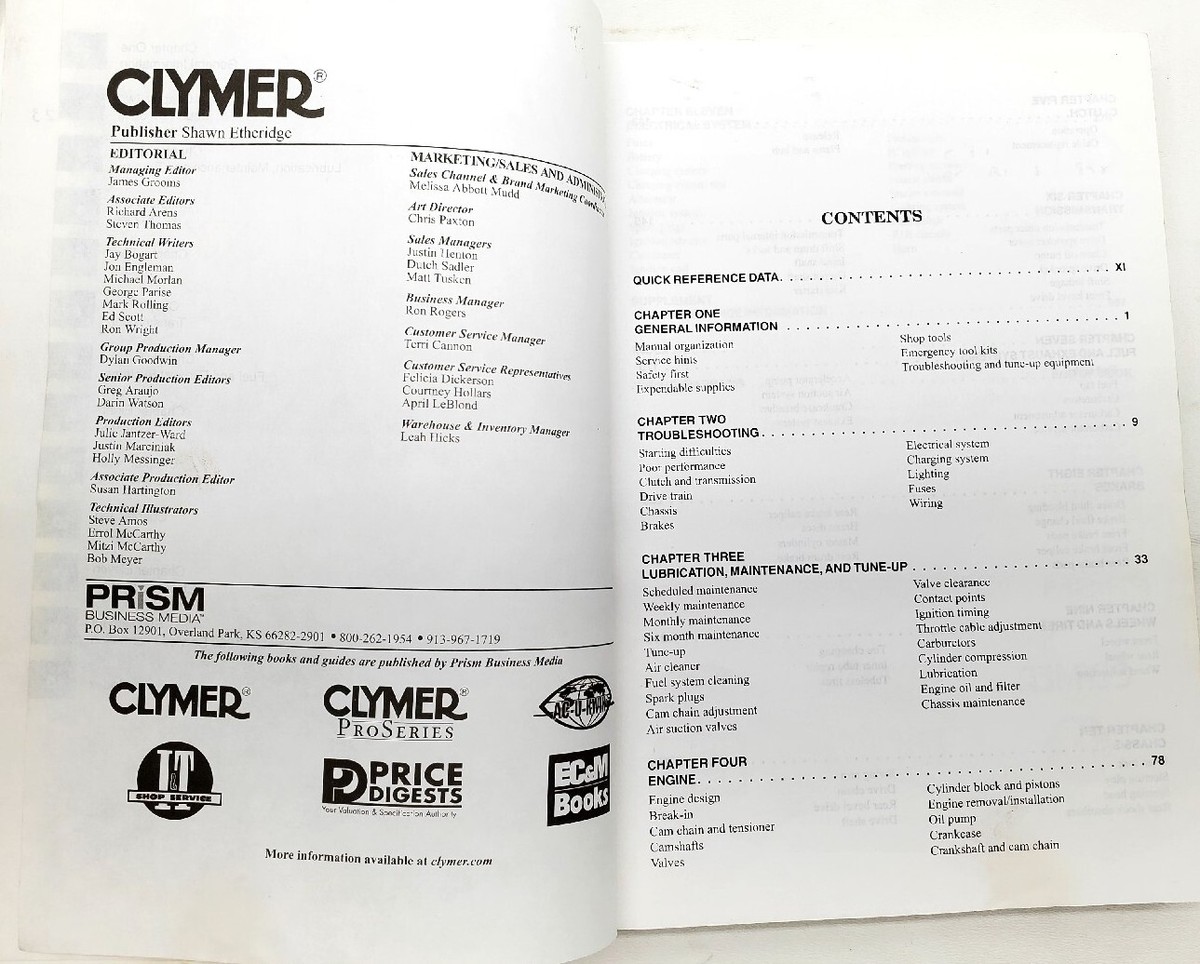 CLYMER®
Publisher Shawn Etheridge
EDITORIAL
Managing Editor
James Grooms
Associate Editors
Richard Arens
Steven Thomas
Technical Writers
Jay Bogart
Jon Engleman
Michael Morlan
George Parise
Mark Rolling
Ed Scott
Ron Wright
Group Production Manager
Dylan Goodwin
Senior Production Editors
Greg Araujo
Darin Watson
Production Editors
Julie Jantzer-Ward
Justin Marciniak
Holly Messinger
Associate Production Editor
Susan Hartington
Technical Illustrators
Steve Amos
Errol McCarthy
Mitzi McCarthy
Bob Meyer
MARKETING/SALES AND
Sales Channel & Brand Marketing
Melissa Abbott Mudd
Art Director
Chris Paxton
Sales Managers
Justin Henton
Dutch Sadler
Matt Tusken
Business Manager
Ron Rogers
Customer Service Manager
Terri Cannon
Customer Service Representatives
Felicia Dickerson
Courtney Hollars
April LeBlond
Warehouse & Inventory Manager
Leah Hicks
PRiSM
BUSINESS MEDIA™
P.O. Box 12901, Overland Park, KS 66282-2901 • 800-262-1954 • 913-967-1719
The following books and guides are published by Prism Business Media
CLYMER®
CLYMER®
PROSERIES
I&T
SHOP SERVICE
PRICE
DIGESTS
Your Valuation & Specification Authority
EC&M
Books
More information available at clymer.com
CONTENTS
QUICK REFERENCE DATA. . . . . . . . . . . . . . . . . . . . . . . . . . . . . . XI
CHAPTER ONE
GENERAL INFORMATION . . . . . . . . . . . . . . . . . . . . . . . . . . . . . . 1
Manual organization
Service hints
Safety first
Expendable supplies
Shop tools
Emergency tool kits
Troubleshooting and tune-up equipment
CHAPTER TWO
TROUBLESHOOTING. . . . . . . . . . . . . . . . . . . . . . . . . . . . . . . . 9
Starting difficulties
Poor performance
Clutch and transmission
Drive train
Chassis
Brakes
Electrical system
Charging system
Lighting
Fuses
Wiring
CHAPTER THREE
LUBRICATION, MAINTENANCE, AND TUNE-UP . . . . . . . . . . . . . . . . . . . 33
Scheduled maintenance
Weekly maintenance
Monthly maintenance
Six month maintenance
Tune-up
Air cleaner
Fuel system cleaning
Spark plugs
Cam chain adjustment
Air suction valves
Valve clearance
Contact points
Ignition timing
Throttle cable adjustment
Carburetors
Cylinder compression
Lubrication
Engine oil and filter
Chassis maintenance
CHAPTER FOUR
ENGINE. . . . . . . . . . . . . . . . . . . . . . . . . . . . . . . . . . . . . 78
Engine design
Break-in
Cam chain and tensioner
Camshafts
Valves
Cylinder block and pistons
Engine removal/installation
Oil pump
Crankcase
Crankshaft and cam chain